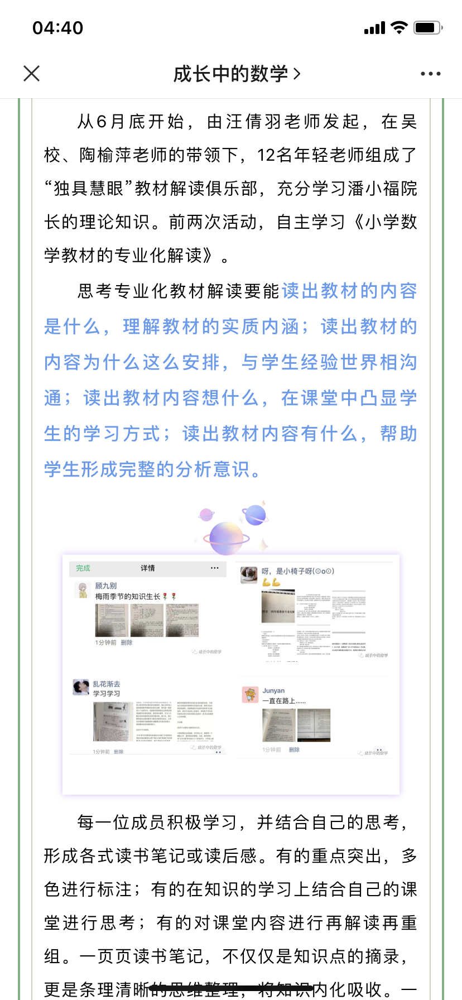 04:40
成长中的数学
从6月底开始，由汪倩羽老师发起，在吴
校、陶榆萍老师的带领下，12名年轻老师组成了
“独具慧眼”教材解读俱乐部，充分学习潘小福院
长的理论知识。前两次活动，自主学习《小学数
学教材的专业化解读》。
思考专业化教材解读要能读出教材的内容
是什么，理解教材的实质内涵；读出教材的
内容为什么这么安排，与学生经验世界相沟
通；读出教材内容想什么，在课堂中凸显学
生的学习方式；读出教材内容有什么，帮助
学生形成完整的分析意识。
完成 详情
顾九别
梅雨季节的知识生长🌹🌹
1分钟前 删除
成长中的数学
呀，是小椅子呀(⊙o⊙)
💪💪
成长中的数学
乱花渐去
学习学习
1分钟前 删除
成长中的数学
Junyan
一直在路上......
1分钟前 删除
成长中的数学
每一位成员积极学习，并结合自己的思考，
形成各式读书笔记或读后感。有的重点突出，多
色进行标注；有的在知识的学习上结合自己的课
堂进行思考；有的对课堂内容进行再解读再重
组。一页页读书笔记，不仅仅是知识点的摘录，
更是条理清晰的思维整理，将知识内化吸收。一